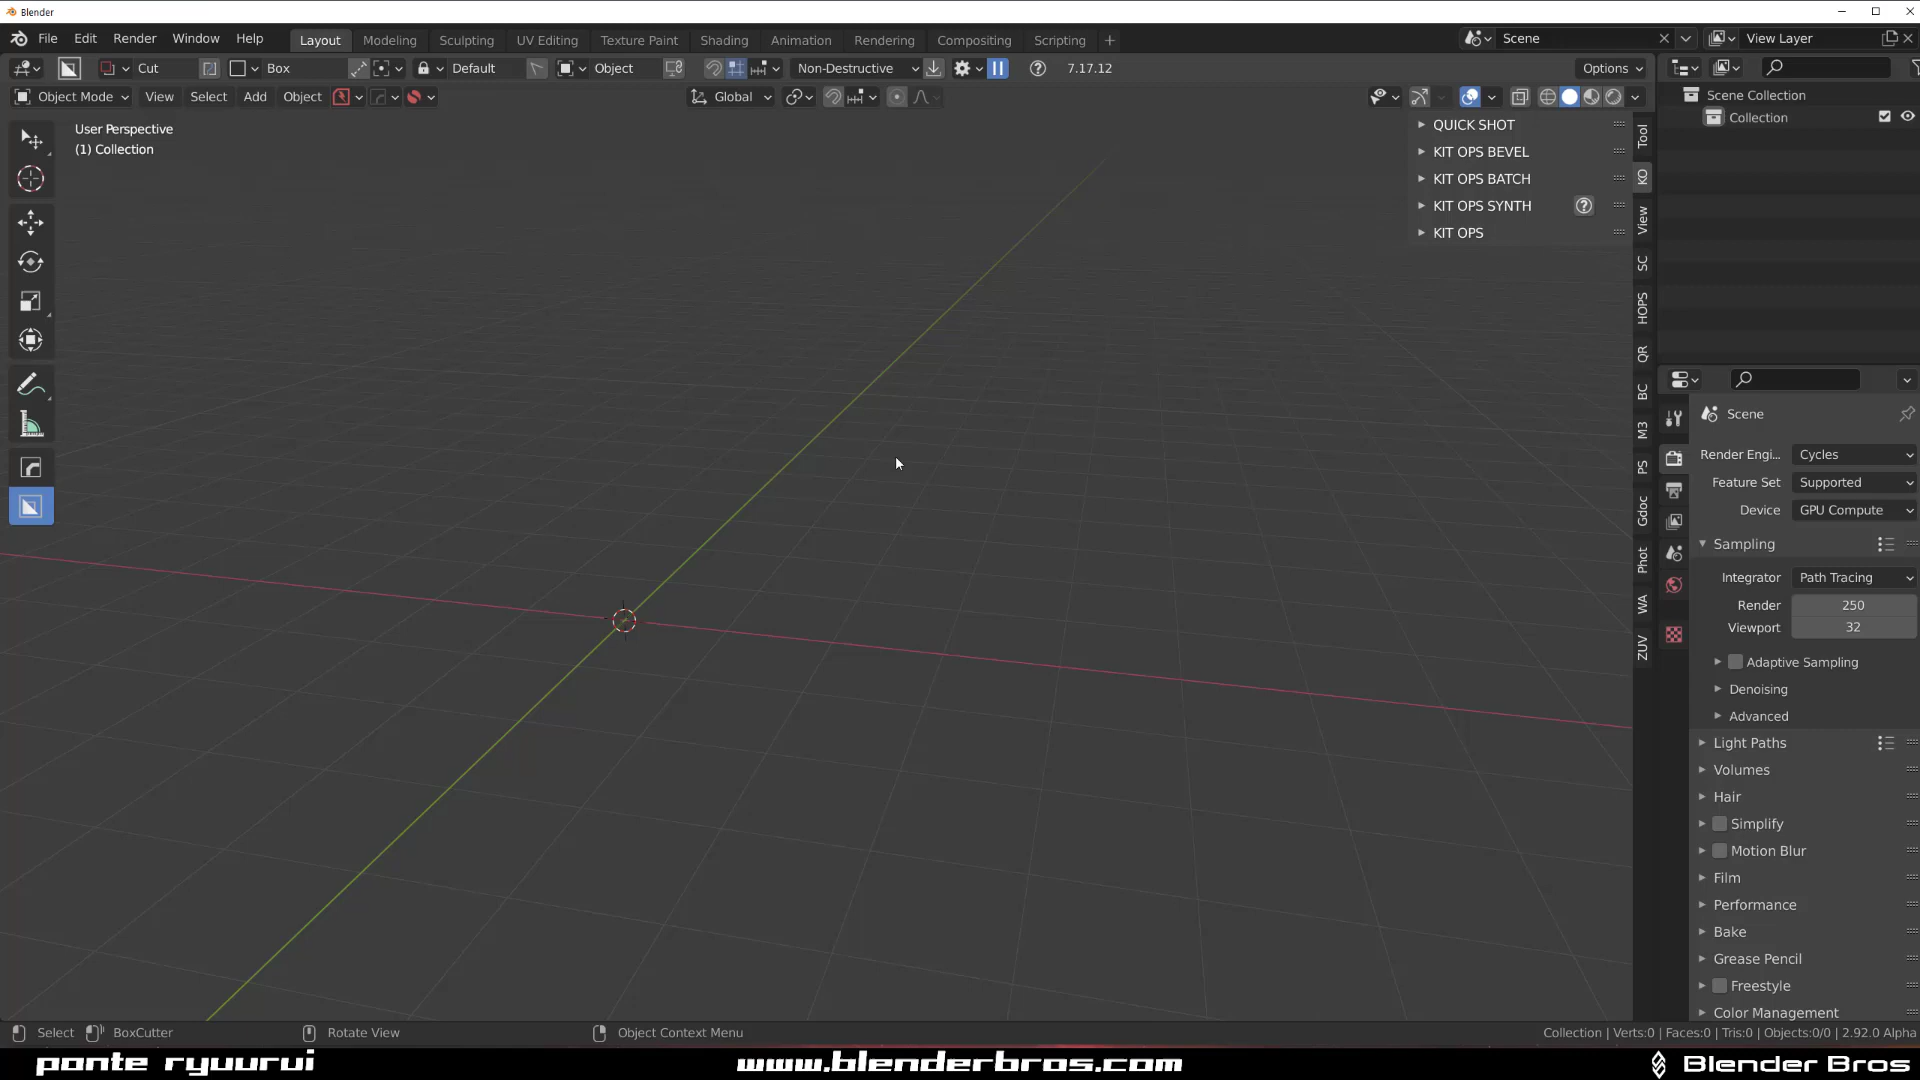 Blender
File Edit Render Window Help Layout Modeling Sculpting UV Editing Texture Paint Shading Animation Rendering Compositing Scripting + Scene View Layer
Cut Box Default Object Non-Destructive 7.17.12 Options
Object Mode View Select Add Object Global
User Perspective
(1) Collection
QUICK SHOT
KIT OPS BEVEL
KIT OPS BATCH
KIT OPS SYNTH
KIT OPS
Tool
KO
View
SC
HOPS
QR
BC
M3
PS
Gdoc
Phot
WA
ZUV
Scene Collection
Collection
Scene
Render Engi... Cycles
Feature Set Supported
Device GPU Compute
Sampling
Integrator Path Tracing
Render 250
Viewport 32
Adaptive Sampling
Denoising
Advanced
Light Paths
Volumes
Hair
Simplify
Motion Blur
Film
Performance
Bake
Grease Pencil
Freestyle
Color Management
Select BoxCutter Rotate View Object Context Menu Collection | Verts:0 | Faces:0 | Tris:0 | Objects:0/0 | 2.92.0 Alpha
ponte ryuurui www.blenderbros.com Blender Bros